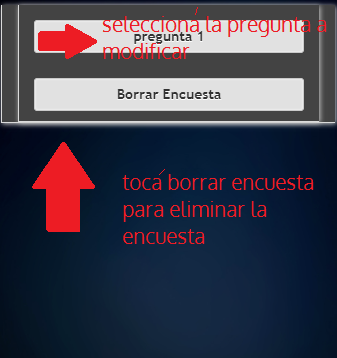 selecciona la pregunta a
modificar
pregunta 1
Borrar Encuesta
toca borrar encuesta
para eliminar la
encuesta